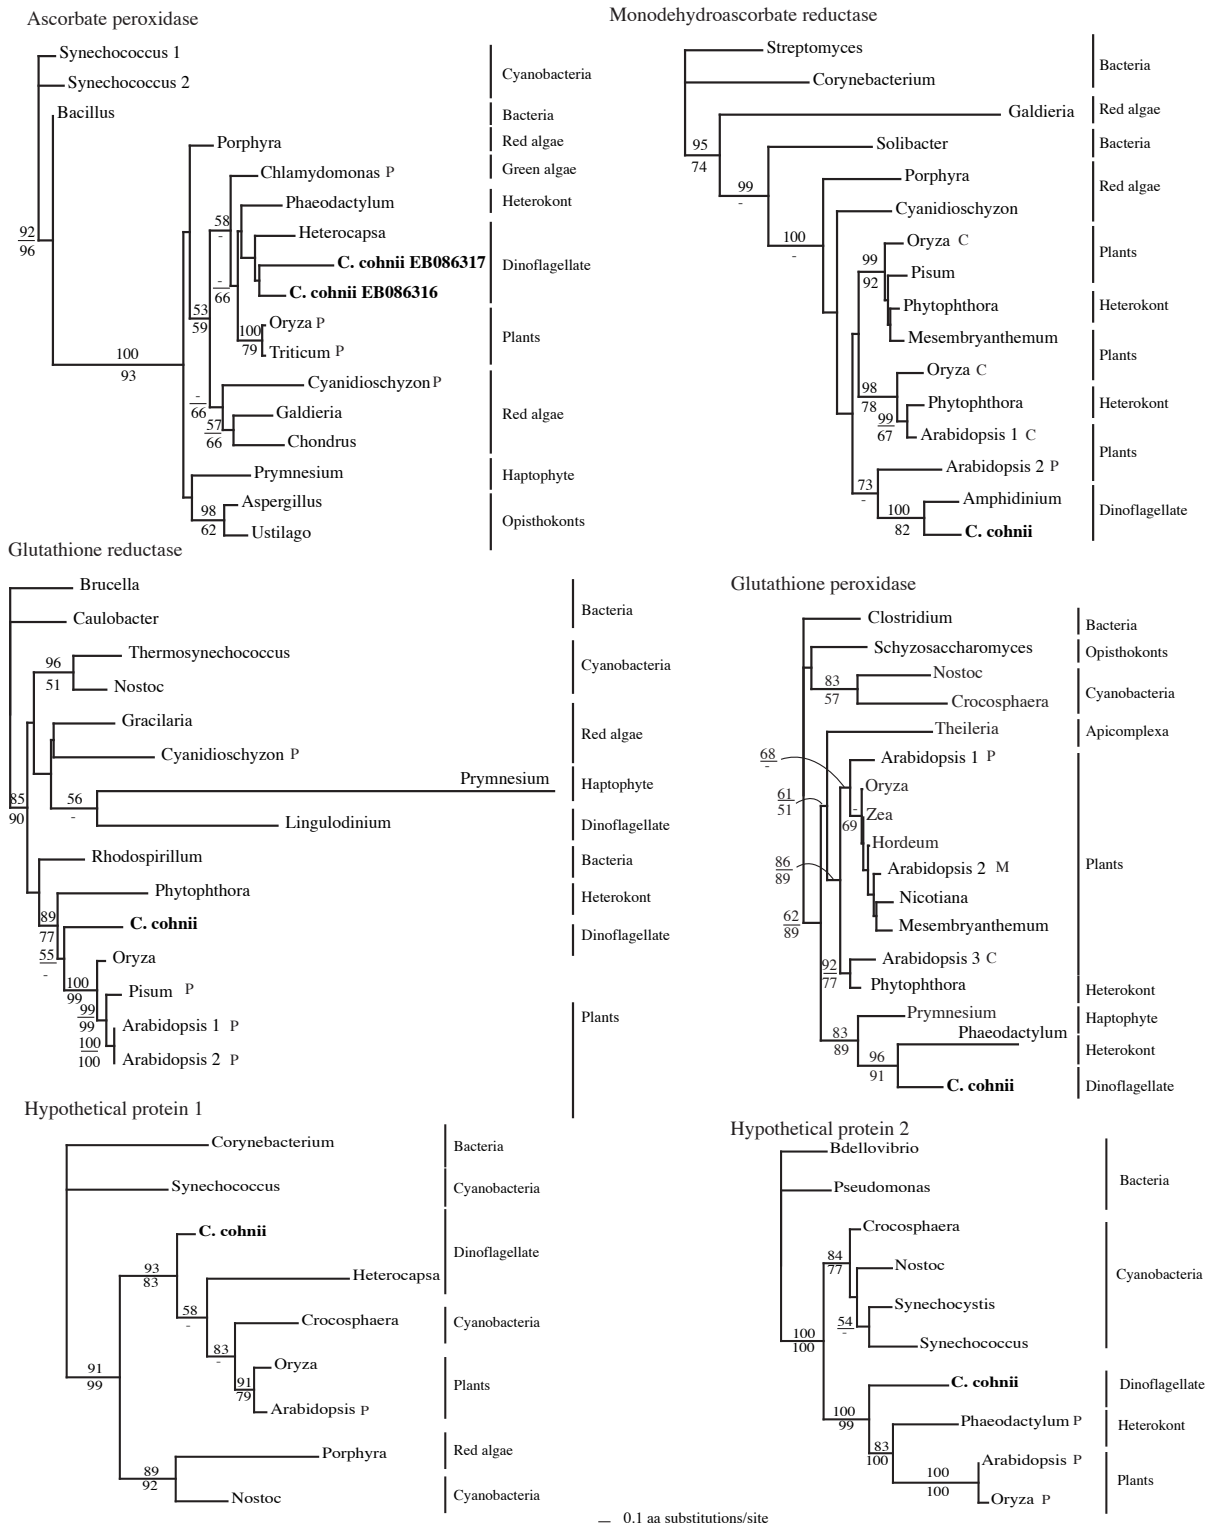 Ascorbate peroxidase
Synechococcus 1
Synechococcus 2
Cyanobacteria
Bacillus
Bacteria
Porphyra
Red algae
Chlamydomonas P
Green algae
Phaeodactylum
Heterokont
58
-
Heterocapsa
92
96
C. cohnii EB086317
Dinoflagellate
-
66
C. cohnii EB086316
53
59
Oryza P
100
79
Triticum P
Plants
100
93
Cyanidioschyzon P
-
66
Galdieria
Red algae
57
66
Chondrus
Prymnesium
Haptophyte
Aspergillus
98
62
Ustilago
Opisthokonts
Monodehydroascorbate reductase
Streptomyces
Bacteria
Corynebacterium
Galdieria
Red algae
95
74
Solibacter
Bacteria
99
-
Porphyra
Red algae
Cyanidioschyzon
100
-
Oryza C
Plants
99
92
Pisum
Phytophthora
Heterokont
Mesembryanthemum
Plants
Oryza C
98
78
Phytophthora
Heterokont
99
67
Arabidopsis 1 C
Plants
Arabidopsis 2 P
73
-
Amphidinium
100
82
Dinoflagellate
C. cohnii
Glutathione reductase
Brucella
Bacteria
Caulobacter
Thermosynechococcus
96
51
Cyanobacteria
Nostoc
Gracilaria
Red algae
Cyanidioschyzon P
Prymnesium
Haptophyte
85
90
56
-
Lingulodinium
Dinoflagellate
Rhodospirillum
Bacteria
Phytophthora
Heterokont
89
77
C. cohnii
Dinoflagellate
55
-
Oryza
100
99
Pisum P
99
99
Arabidopsis 1 P
Plants
100
100
Arabidopsis 2 P
Glutathione peroxidase
Clostridium
Bacteria
Schyzosaccharomyces
Opisthokonts
Nostoc
83
57
Cyanobacteria
Crocosphaera
Theileria
Apicomplexa
68
-
Arabidopsis 1 P
Oryza
61
51
-
69
Zea
Hordeum
86
89
Arabidopsis 2 M
Plants
Nicotiana
62
89
Mesembryanthemum
92
77
Arabidopsis 3 C
Phytophthora
Heterokont
Prymnesium
Haptophyte
83
89
Phaeodactylum
Heterokont
96
91
C. cohnii
Dinoflagellate
Hypothetical protein 1
Corynebacterium
Bacteria
Synechococcus
Cyanobacteria
C. cohnii
Dinoflagellate
93
83
Heterocapsa
58
-
Crocosphaera
Cyanobacteria
83
-
Oryza
91
99
91
79
Plants
Arabidopsis P
Porphyra
Red algae
89
92
Nostoc
Cyanobacteria
Hypothetical protein 2
Bdellovibrio
Bacteria
Pseudomonas
Crocosphaera
84
77
Nostoc
Cyanobacteria
Synechocystis
54
-
100
100
Synechococcus
C. cohnii
Dinoflagellate
100
99
Phaeodactylum P
Heterokont
83
100
Arabidopsis P
100
100
Plants
Oryza P
0.1 aa substitutions/site